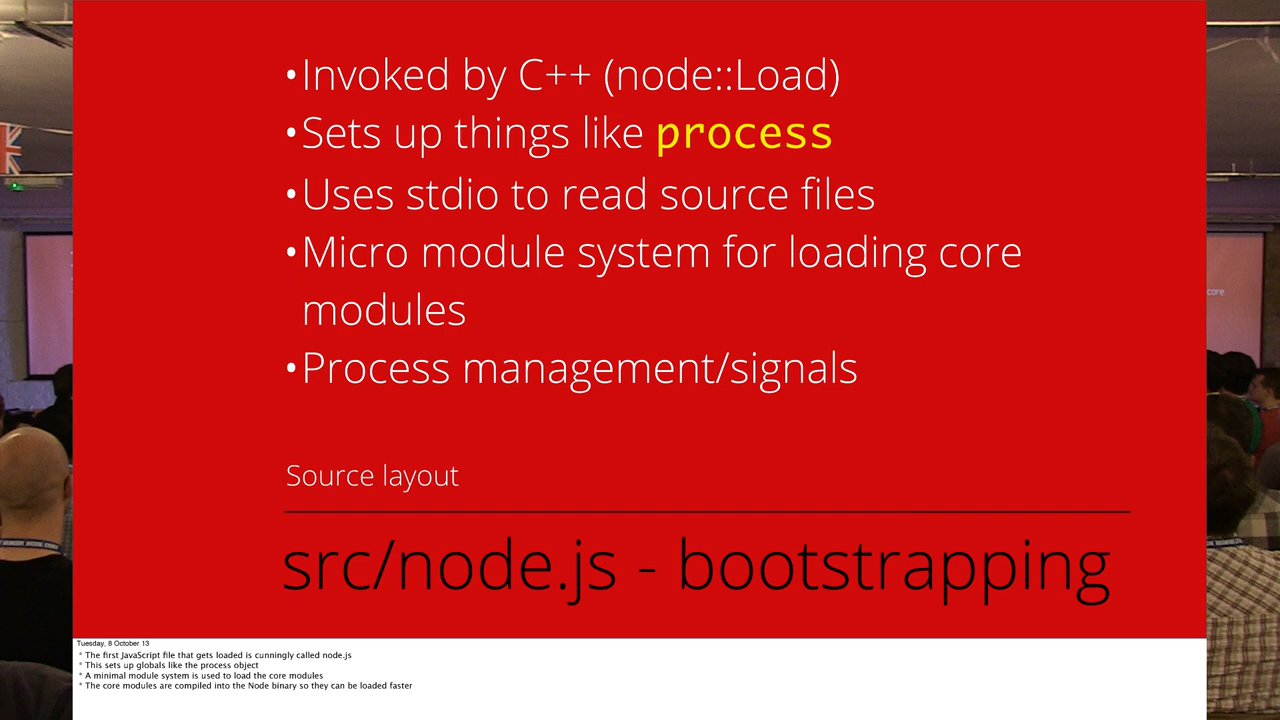 •Invoked by C++ (node::Load)
•Sets up things like process
•Uses stdio to read source files
•Micro module system for loading core
modules
•Process management/signals
Source layout
src/node.js - bootstrapping
Tuesday, 8 October 13
* The first JavaScript file that gets loaded is cunningly called node.js
* This sets up globals like the process object
* A minimal module system is used to load the core modules
* The core modules are compiled into the Node binary so they can be loaded faster
core